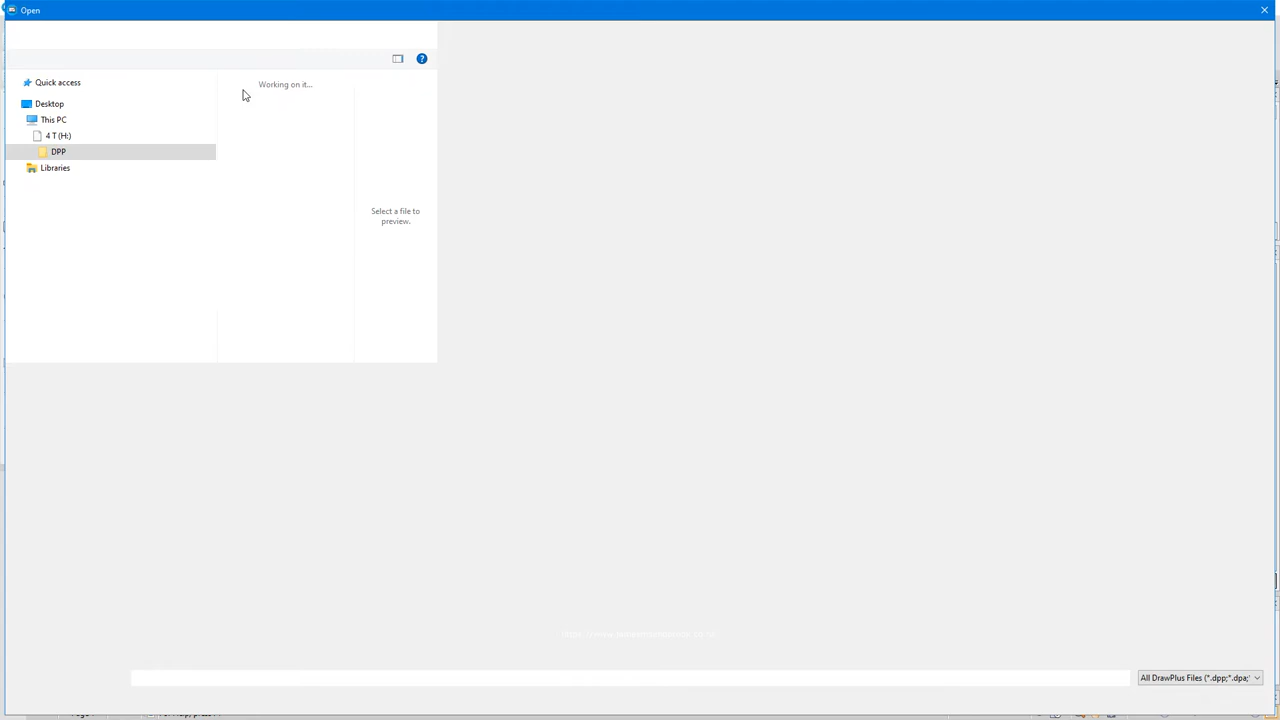 Open
Quick access
Working on it...
Desktop
This PC
4 T (H:)
DPP
Libraries
Select a file to
preview.
All DrawPlus Files (*.dpp;*.dpa;'